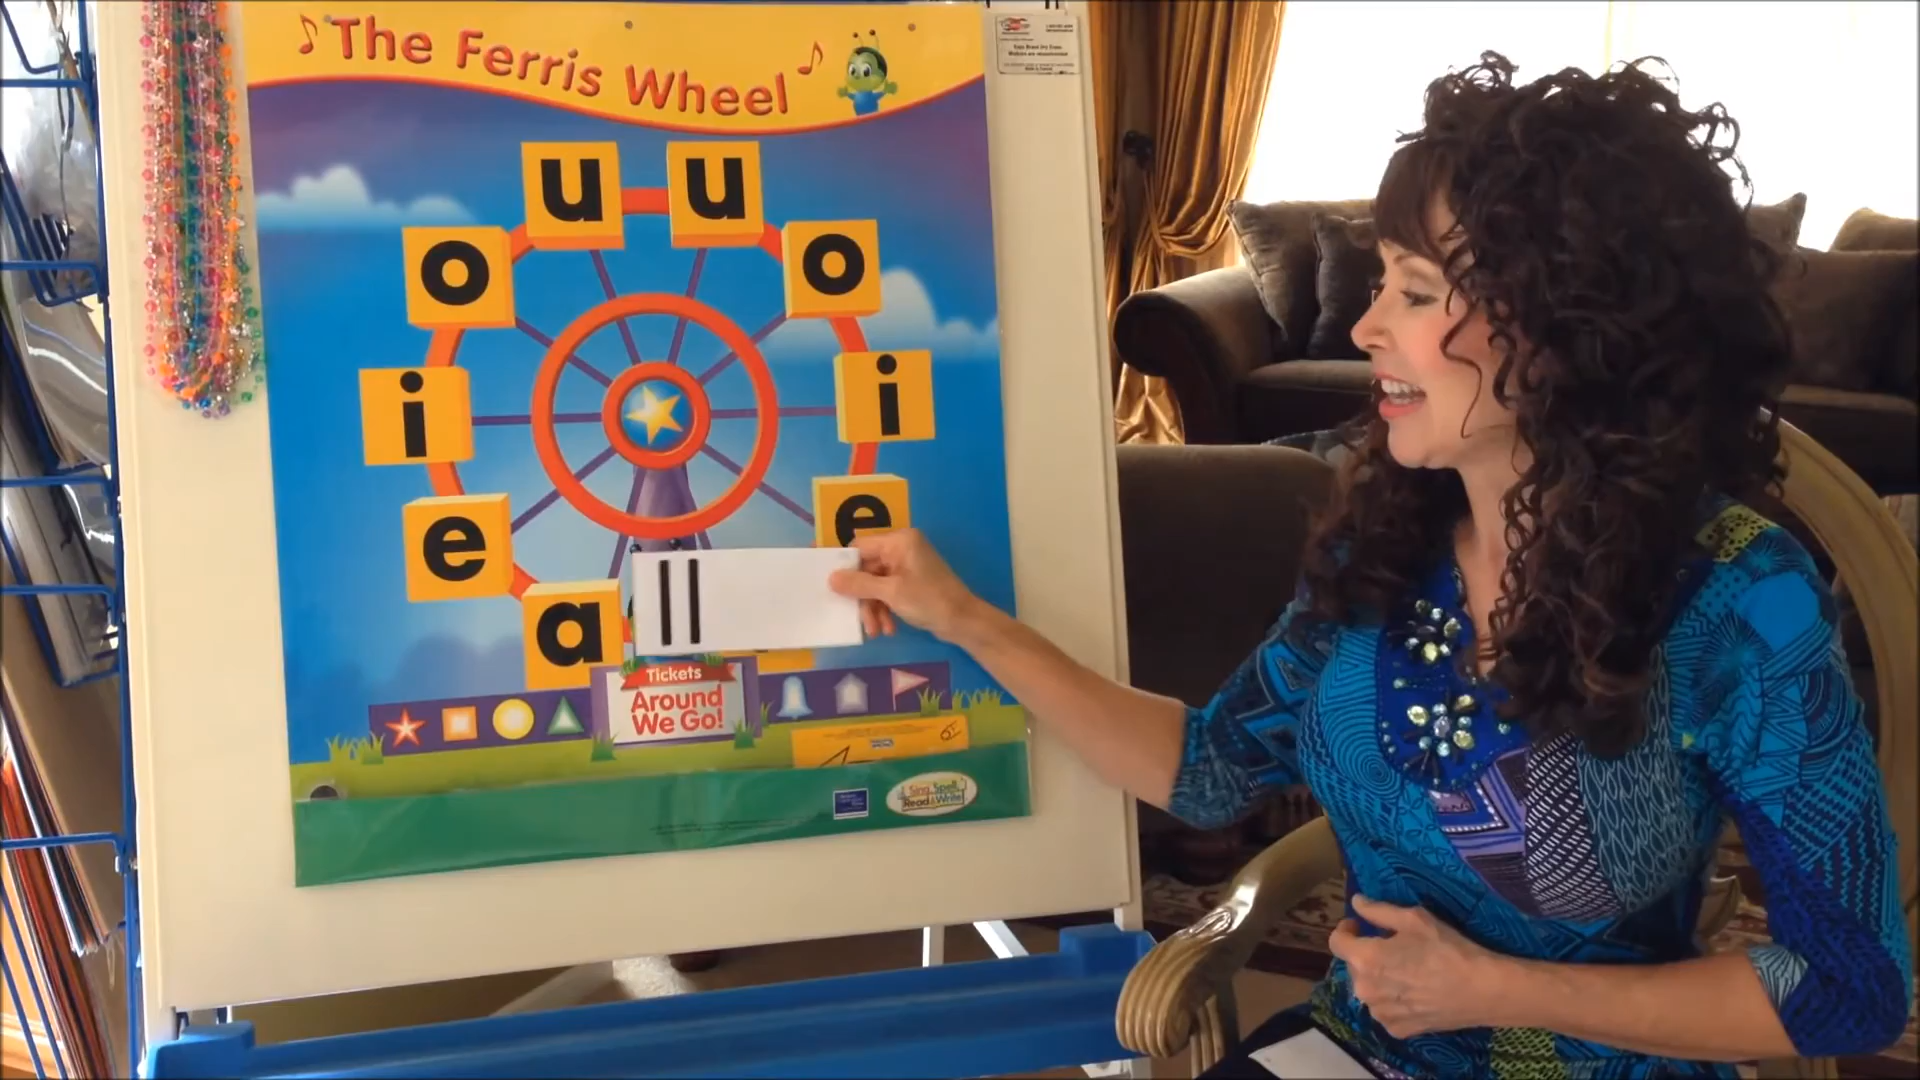 The Ferris Wheel
u u
o o
i i
e e
a ll
Tickets
Around
We Go!
Sing, Spell,
Read & Write